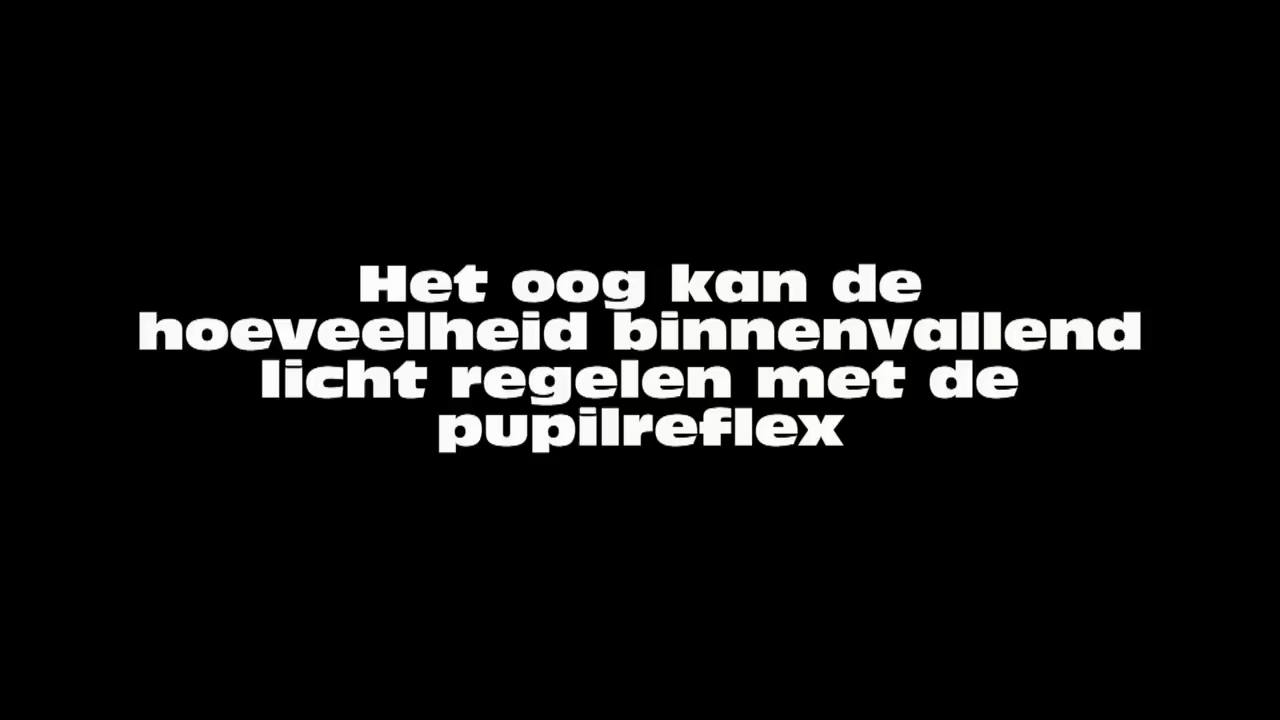 Het oog kan de
hoeveelheid binnenvallend
licht regelen met de
pupilreflex